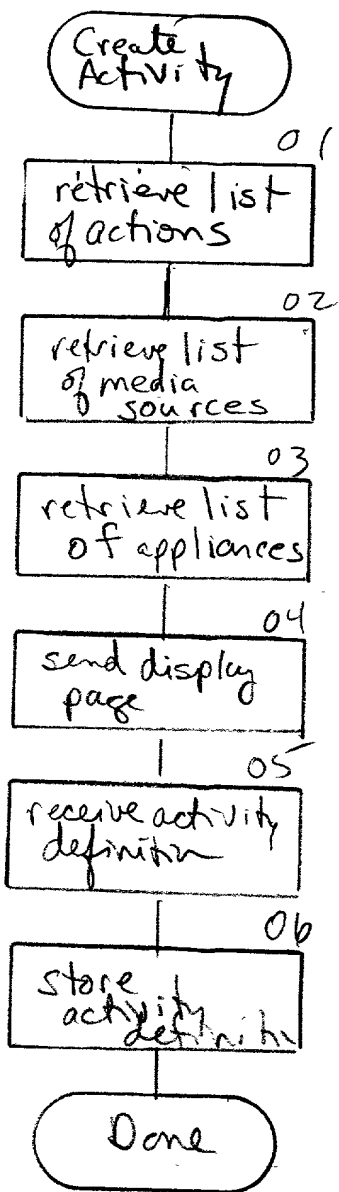 Create
Activity
01
retrieve list
of actions
02
retrieve list
of media
sources
03
retrieve list
of appliances
04
send display
page
05
receive activity
definition
06
store
activity
definition
Done